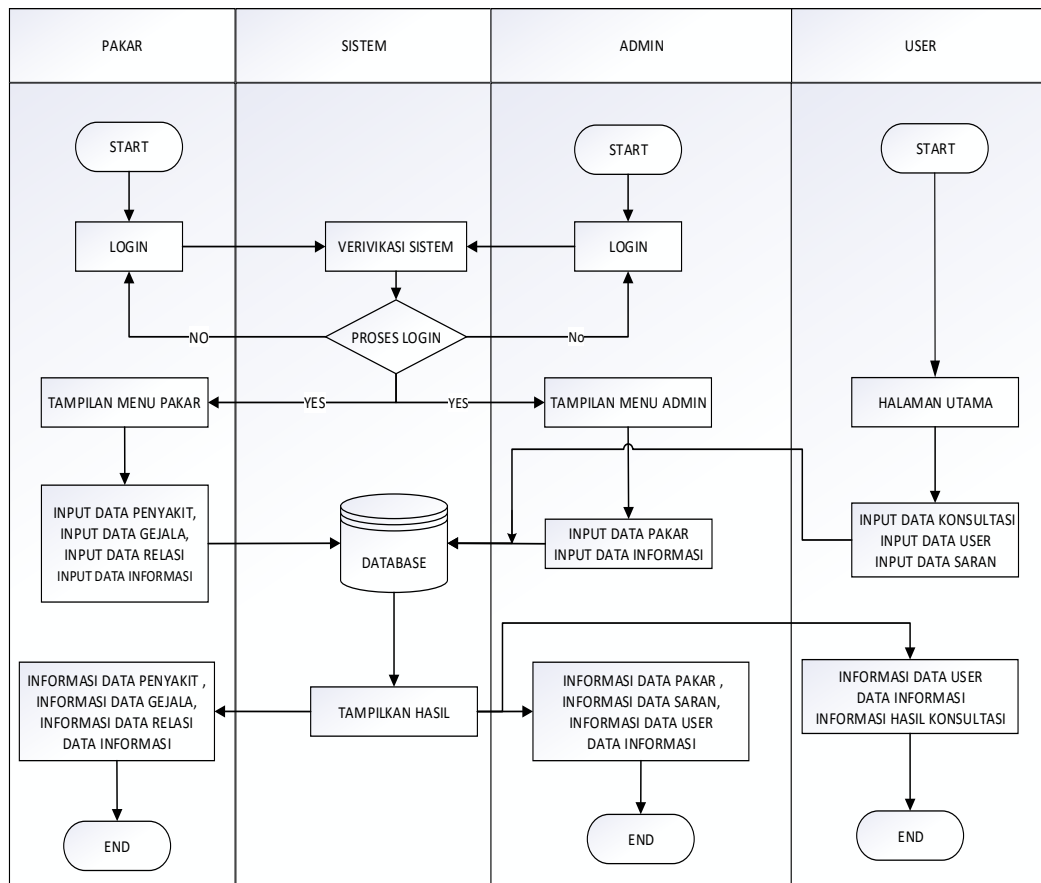 PAKAR
SISTEM
ADMIN
USER
START
START
START
LOGIN
VERIVIKASI SISTEM
LOGIN
NO
PROSES LOGIN
No
TAMPILAN MENU PAKAR
YES
YES
TAMPILAN MENU ADMIN
HALAMAN UTAMA
INPUT DATA PENYAKIT,
INPUT DATA GEJALA,
INPUT DATA RELASI
INPUT DATA INFORMASI
DATABASE
INPUT DATA PAKAR
INPUT DATA INFORMASI
INPUT DATA KONSULTASI
INPUT DATA USER
INPUT DATA SARAN
INFORMASI DATA PENYAKIT ,
INFORMASI DATA GEJALA,
INFORMASI DATA RELASI
DATA INFORMASI
TAMPILKAN HASIL
INFORMASI DATA PAKAR ,
INFORMASI DATA SARAN,
INFORMASI DATA USER
DATA INFORMASI
INFORMASI DATA USER
DATA INFORMASI
INFORMASI HASIL KONSULTASI
END
END
END